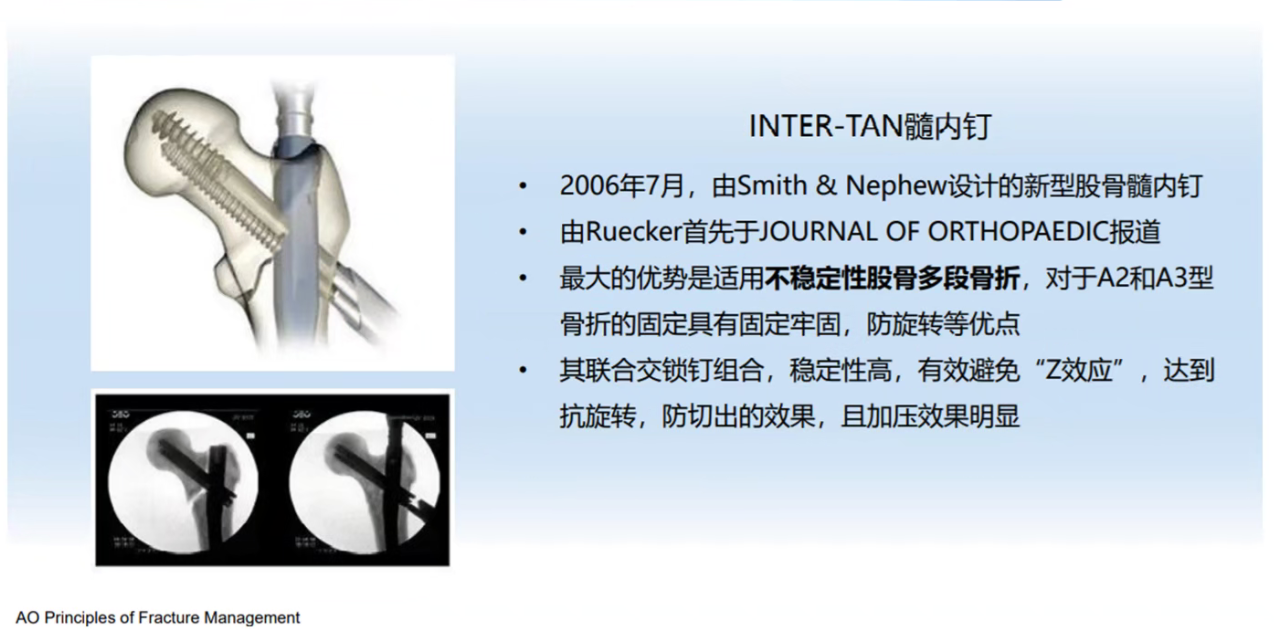 INTER-TAN髓内钉
• 2006年7月，由Smith & Nephew设计的新型股骨髓内钉
• 由Ruecker首先于JOURNAL OF ORTHOPAEDIC报道
• 最大的优势是适用不稳定性股骨多段骨折，对于A2和A3型
骨折的固定具有固定牢固，防旋转等优点
• 其联合交锁钉组合，稳定性高，有效避免“Z效应”，达到
抗旋转，防切出的效果，且加压效果明显
AO Principles of Fracture Management